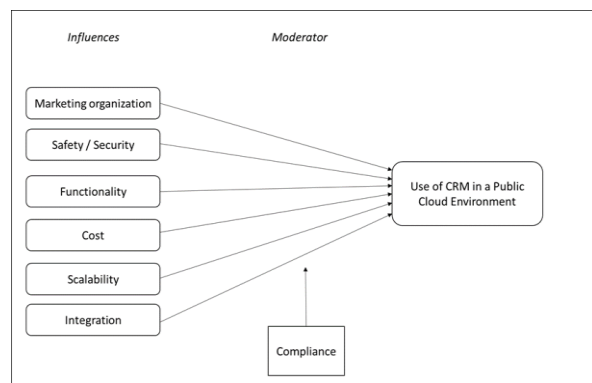 Influences
Moderator
Marketing organization
Safety / Security
Functionality
Cost
Scalability
Integration
Use of CRM in a Public
Cloud Environment
Compliance